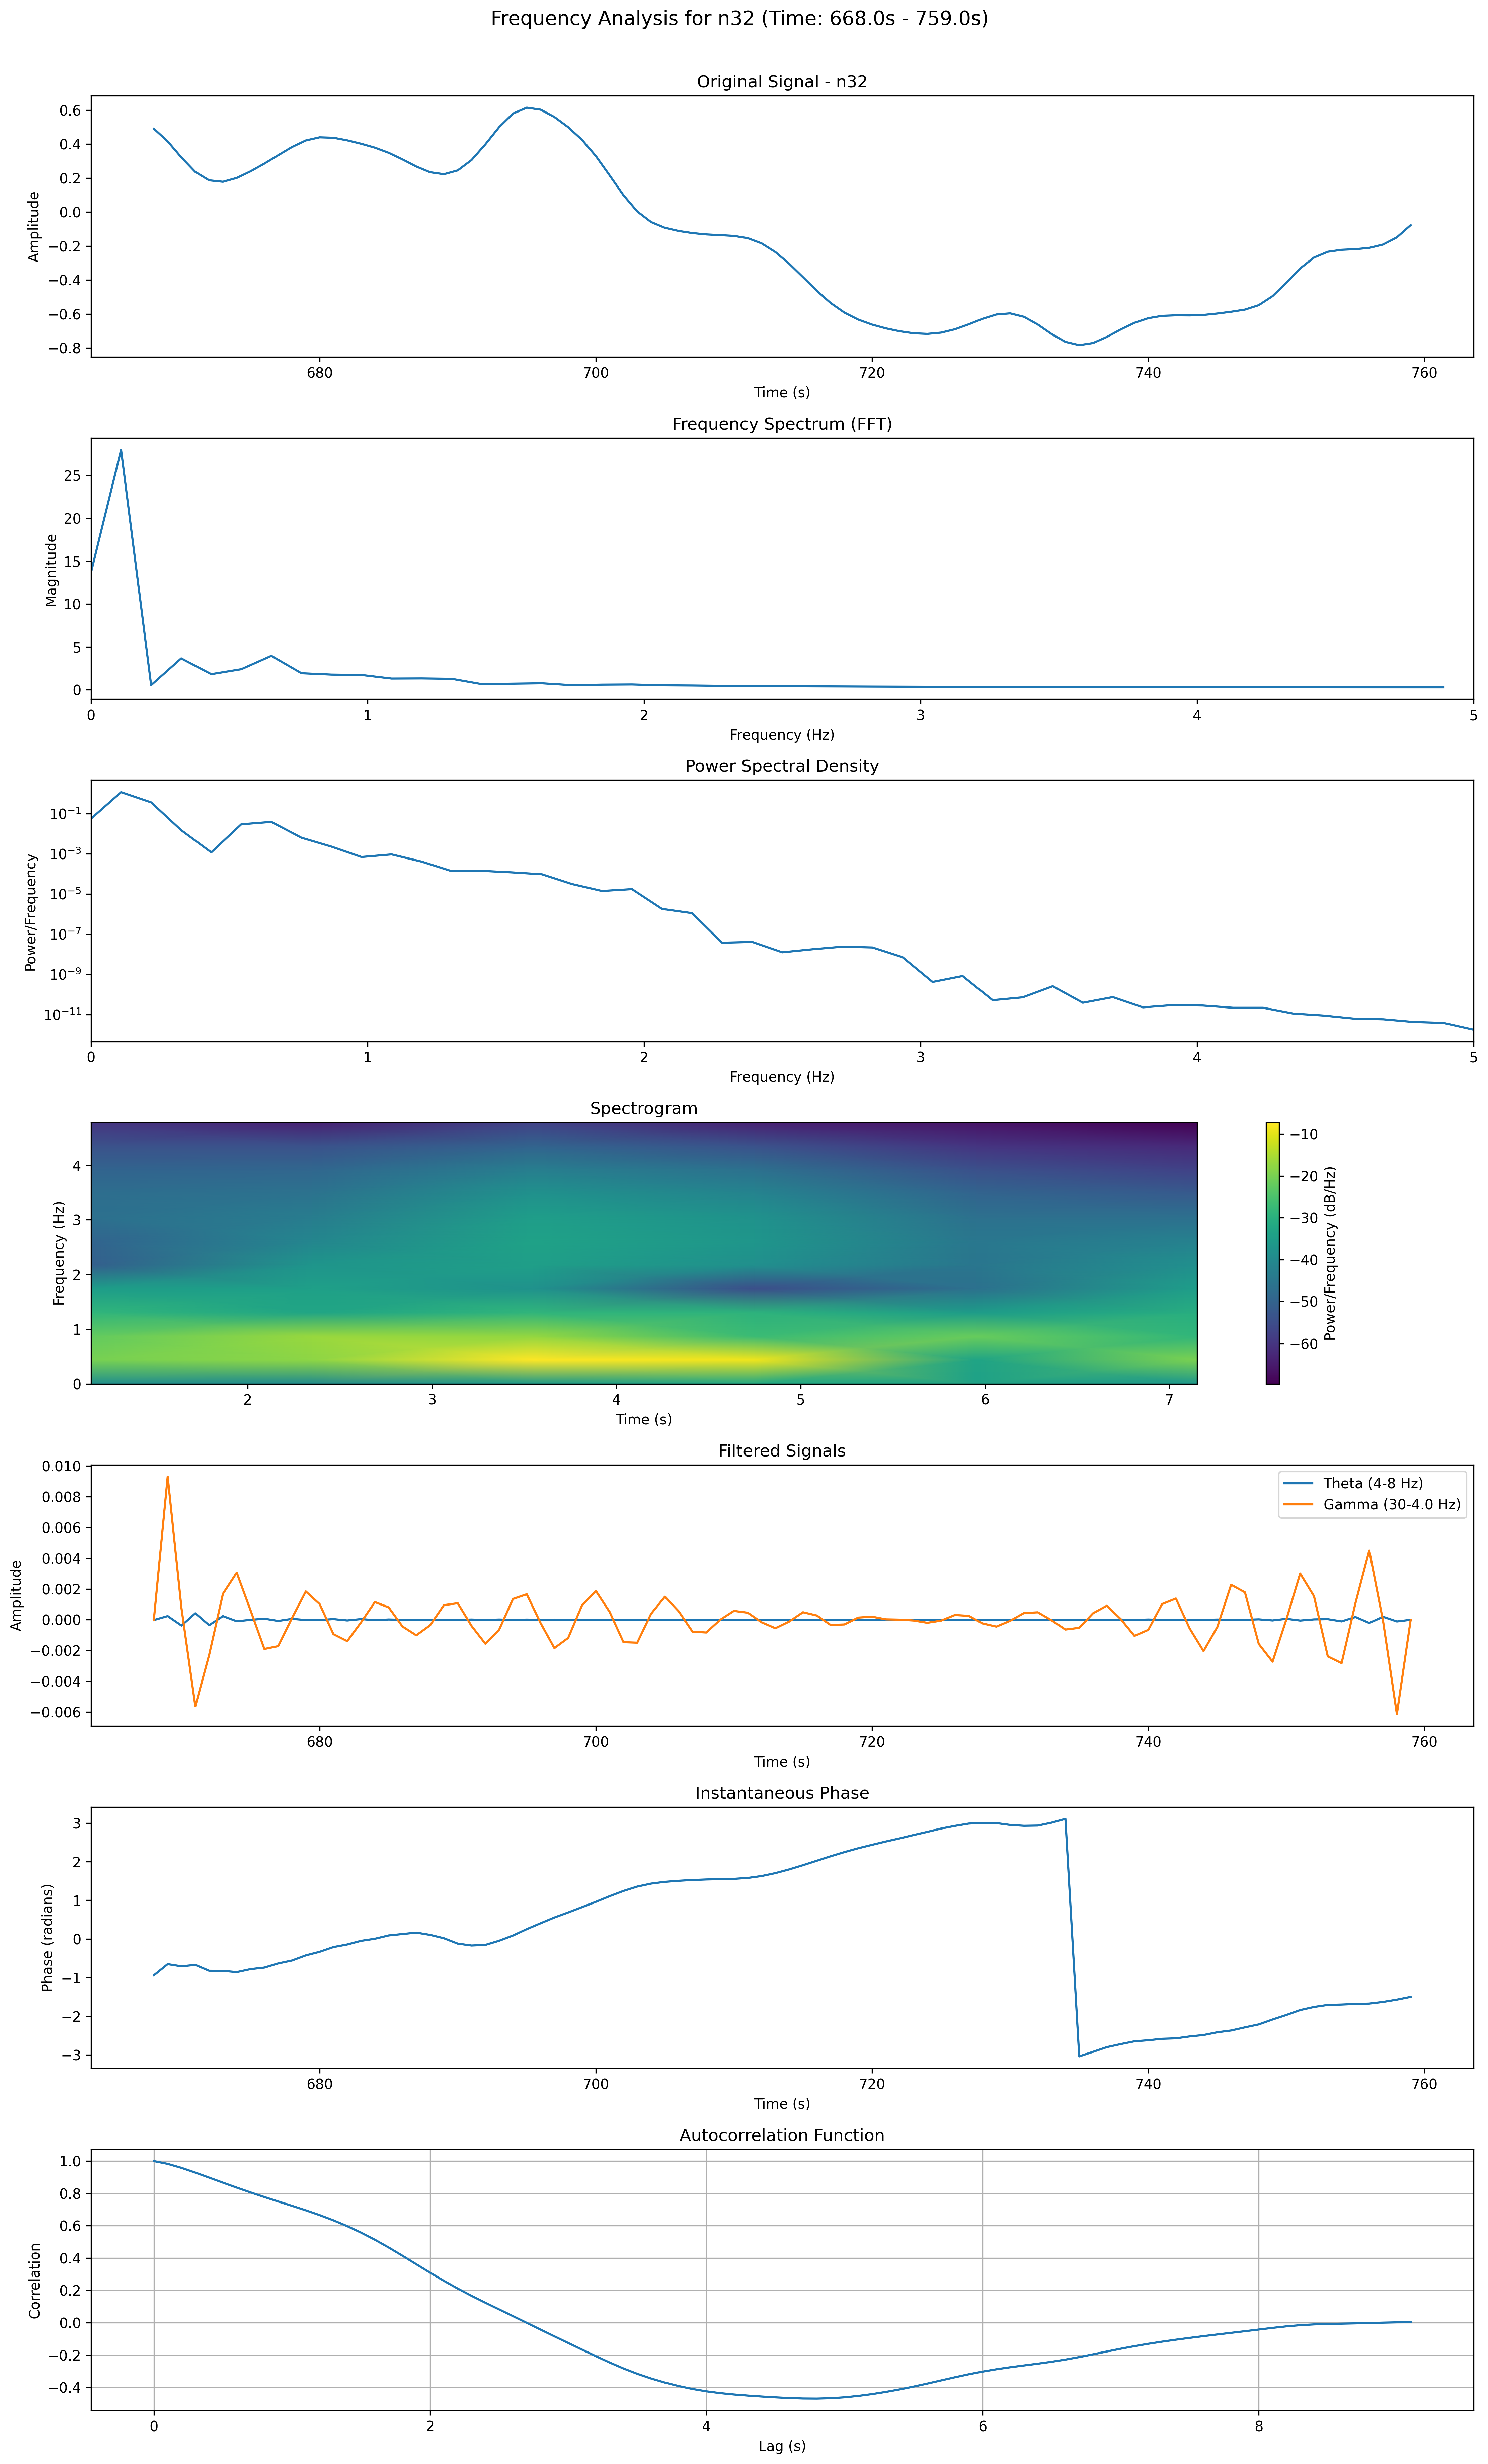 Frequency Analysis for n32 (Time: 668.0s - 759.0s)
Original Signal - n32
0.6
0.4
0.2
0.0
−0.2
−0.4
−0.6
−0.8
Amplitude
680 700 720 740 760
Time (s)
Frequency Spectrum (FFT)
25
20
15
10
5
0
Magnitude
0 1 2 3 4 5
Frequency (Hz)
Power Spectral Density
10⁻¹
10⁻³
10⁻⁵
10⁻⁷
10⁻⁹
10⁻¹¹
Power/Frequency
0 1 2 3 4 5
Frequency (Hz)
Spectrogram
4
3
2
1
0
Frequency (Hz)
2 3 4 5 6 7
Time (s)
−10
−20
−30
−40
−50
−60
Power/Frequency (dB/Hz)
Filtered Signals
0.010
0.008
0.006
0.004
0.002
0.000
−0.002
−0.004
−0.006
Amplitude
Theta (4-8 Hz)
Gamma (30-4.0 Hz)
680 700 720 740 760
Time (s)
Instantaneous Phase
3
2
1
0
−1
−2
−3
Phase (radians)
680 700 720 740 760
Time (s)
Autocorrelation Function
1.0
0.8
0.6
0.4
0.2
0.0
−0.2
−0.4
Correlation
0 2 4 6 8
Lag (s)